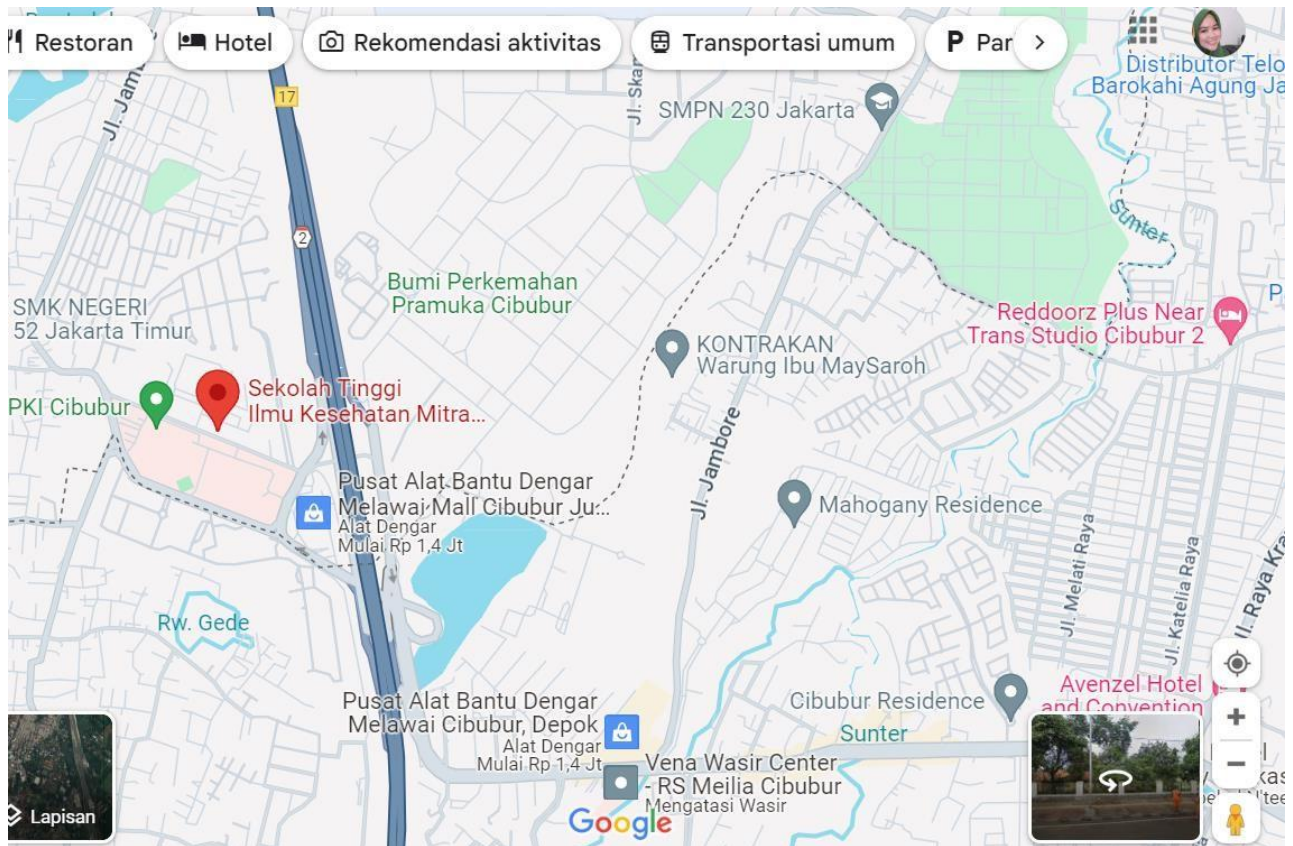 Restoran
Hotel
Rekomendasi aktivitas
Transportasi umum
P Par
Distributor Telo
Barokahi Agung Ja
Jl. Jamb
17
Jl. Skar
SMPN 230 Jakarta
2
Sunter
Bumi Perkemahan
Pramuka Cibubur
SMK NEGERI
52 Jakarta Timur
Reddoorz Plus Near
Trans Studio Cibubur 2
P
KONTRAKAN
Warung Ibu MaySaroh
Sekolah Tinggi
Ilmu Kesehatan Mitra...
PKI Cibubur
Jl. Jambore
Pusat Alat Bantu Dengar
Melawai Mall Cibubur Ju...
Alat Dengar
Mulai Rp 1,4 Jt
Mahogany Residence
Jl. Melati Raya
Jl. Katelia Raya
Jl. Raya Kra
Rw. Gede
Pusat Alat Bantu Dengar
Melawai Cibubur, Depok
Alat Dengar
Mulai Rp 1,4 Jt
Cibubur Residence
Avenzel Hotel
and Convention
Sunter
Vena Wasir Center
- RS Meilia Cibubur
Mengatasi Wasir
Lapisan
Google